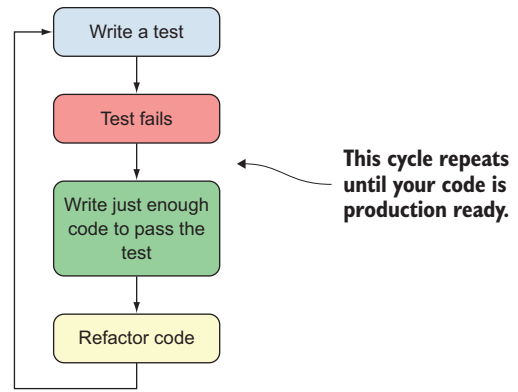 Write a test
Test fails
This cycle repeats
until your code is
production ready.
Write just enough
code to pass the
test
Refactor code